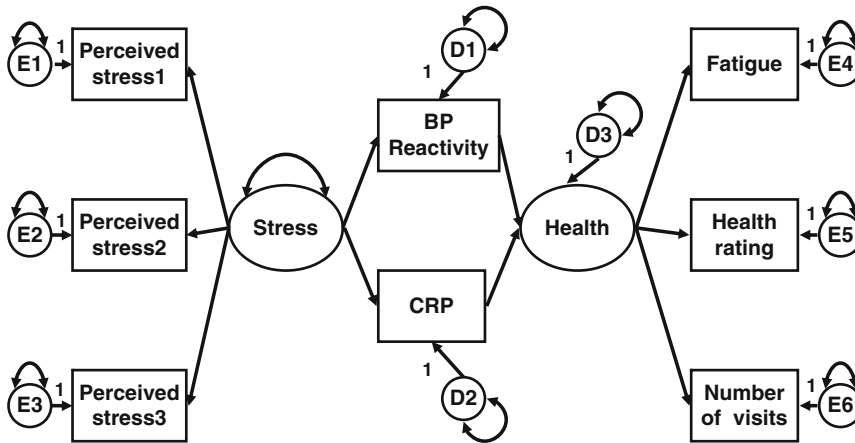 E1
1
Perceived
stress1
D1
1
BP
Reactivity
D3
1
Fatigue
1
E4
E2
1
Perceived
stress2
Stress
Health
Health
rating
1
E5
CRP
1
D2
E3
1
Perceived
stress3
Number
of visits
1
E6